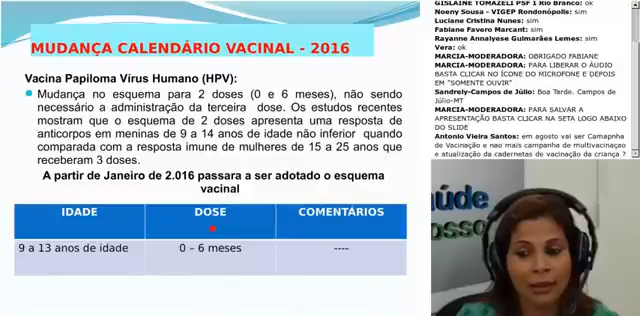 MUDANÇA CALENDÁRIO VACINAL - 2016
Vacina Papiloma Vírus Humano (HPV):
Mudança no esquema para 2 doses (0 e 6 meses), não sendo
necessário a administração da terceira dose. Os estudos recentes
mostram que o esquema de 2 doses apresenta uma resposta de
anticorpos em meninas de 9 a 14 anos de idade não inferior quando
comparada com a resposta imune de mulheres de 15 a 25 anos que
receberam 3 doses.
A partir de Janeiro de 2.016 passara a ser adotado o esquema
vacinal
IDADE DOSE COMENTÁRIOS
9 a 13 anos de idade 0 – 6 meses ----
GISLAINE TOMAZELI PSF 1 Rio Branco: ok
Noeny Sousa - VIGEP Rondonópolis: sim
Luciane Cristina Nunes: sim
Fabiane Favero Marcant: sim
Rayanne Annalyese Guimarães Lemes: sim
Vera: ok
MARCIA-MODERADORA: OBRIGADO FABIANE
MARCIA-MODERADORA: PARA LIBERAR O ÁUDIO
BASTA CLICAR NO ÍCONE DO MICROFONE E DEPOIS
EM "SOMENTE OUVIR"
Sandrely-Campos de Júlio: Boa Tarde. Campos de
Júlio-MT
MARCIA-MODERADORA: PARA SALVAR A
APRESENTAÇÃO BASTA CLICAR NA SETA LOGO ABAIXO
DO SLIDE
Antonio Vieira Santos: em agosto vai ser Camapnha
de Vacinação e nao mais campanha de multivacinaçao
e atualização da cadernetas de vacinação da criança ?
úde
osso